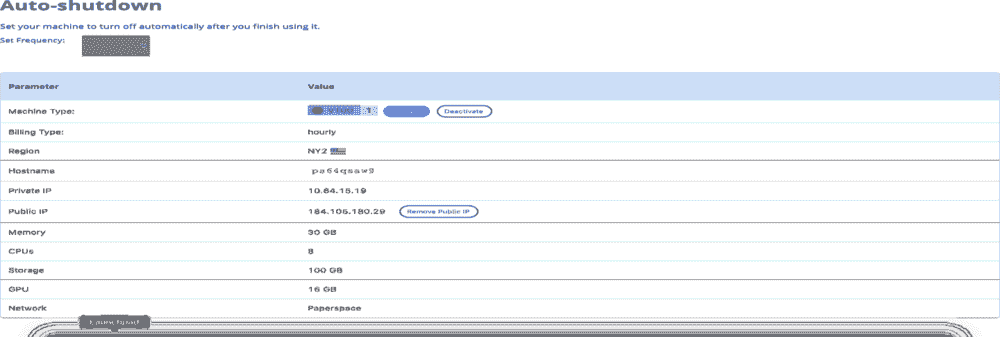 Auto-shutdown
Set your machine to turn off automatically after you finish using it.
Set Frequency:
Parameter Value
Machine Type: Deactivate
Billing Type: hourly
Region NY2
Hostname
Private IP 10.64.15.19
Public IP 184.105.180.29 Remove Public IP
Memory 30 GB
CPUs 8
Storage 100 GB
GPU 16 GB
Network Paperspace